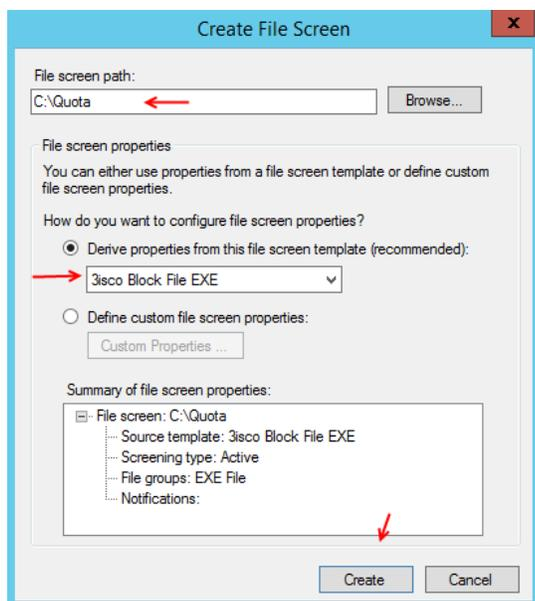 Create File Screen
x
File screen path:
C:\Quota
Browse...
File screen properties
You can either use properties from a file screen template or define custom
file screen properties.
How do you want to configure file screen properties?
Derive properties from this file screen template (recommended):
3isco Block File EXE
Define custom file screen properties:
Custom Properties ...
Summary of file screen properties:
File screen: C:\Quota
Source template: 3isco Block File EXE
Screening type: Active
File groups: EXE File
Notifications:
Create
Cancel